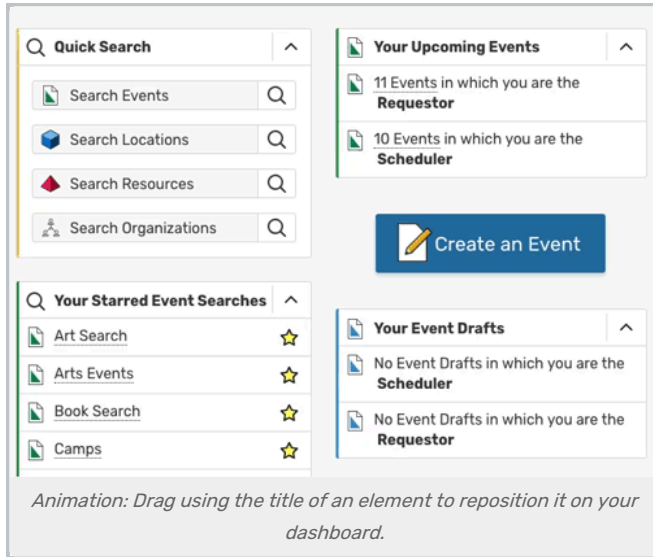 Quick Search
Search Events
Search Locations
Search Resources
Search Organizations
Your Starred Event Searches
Art Search
Arts Events
Book Search
Camps
Your Upcoming Events
11 Events in which you are the
Requestor
10 Events in which you are the
Scheduler
Create an Event
Your Event Drafts
No Event Drafts in which you are the
Scheduler
No Event Drafts in which you are the
Requestor
Animation: Drag using the title of an element to reposition it on your
dashboard.